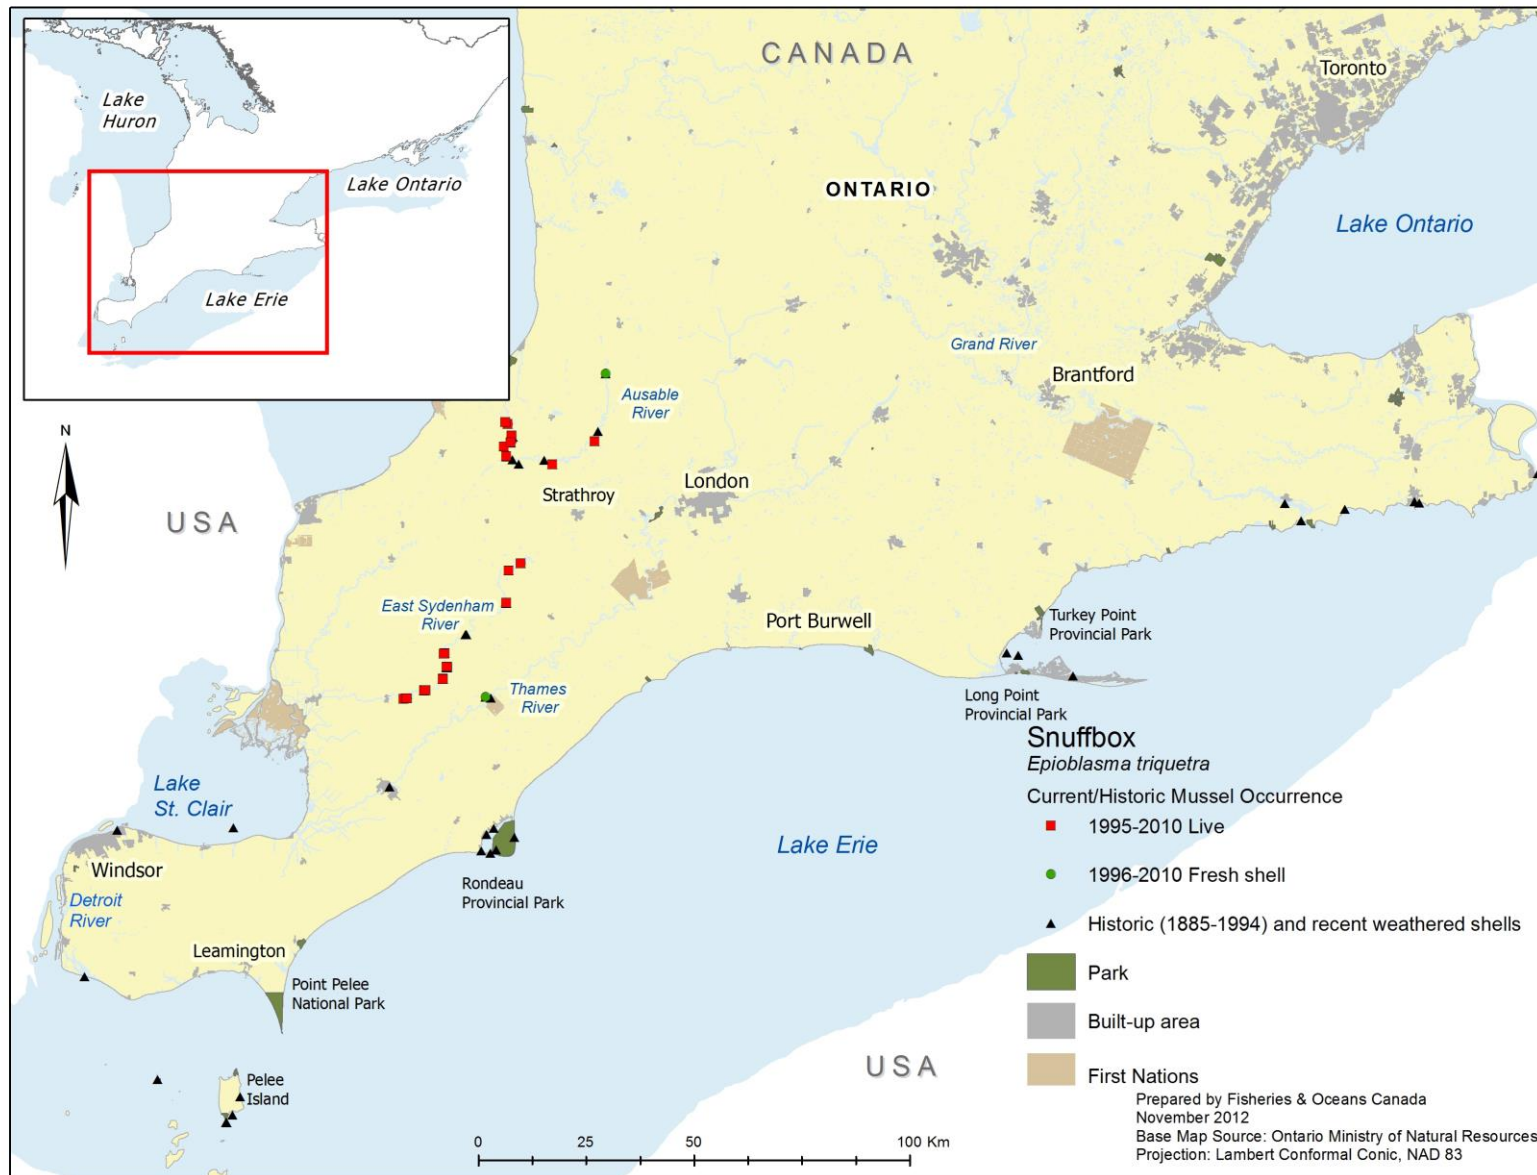 Lake
Huron
Lake Ontario
Lake Erie
CANADA
Toronto
ONTARIO
Lake Ontario
Grand River
Brantford
Ausable
River
N
USA
Strathroy
London
East Sydenham
River
Port Burwell
Turkey Point
Provincial Park
Thames
River
Long Point
Provincial Park
Lake
St. Clair
Windsor
Detroit
River
Lake Erie
Rondeau
Provincial Park
Leamington
Point Pelee
National Park
USA
Pelee
Island
Snuffbox
Epioblasma triquetra
Current/Historic Mussel Occurrence
1995-2010 Live
1996-2010 Fresh shell
Historic (1885-1994) and recent weathered shells
Park
Built-up area
First Nations
Prepared by Fisheries & Oceans Canada
November 2012
Base Map Source: Ontario Ministry of Natural Resources
Projection: Lambert Conformal Conic, NAD 83
0 25 50 100 Km